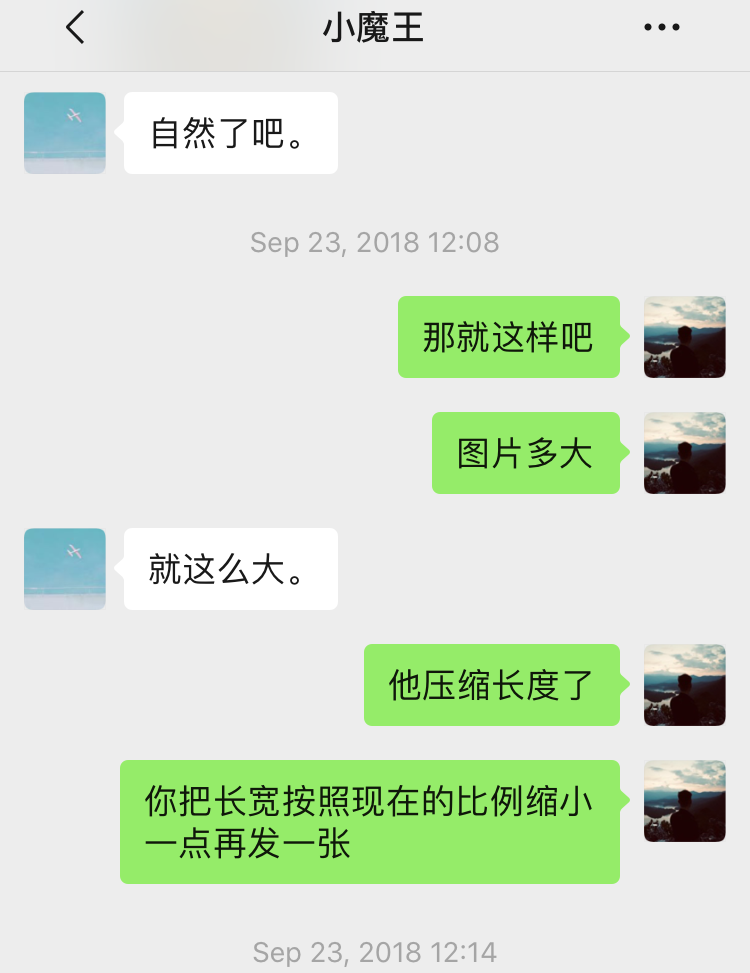 小魔王
自然了吧。
Sep 23, 2018 12:08
那就这样吧
图片多大
就这么大。
他压缩长度了
你把长宽按照现在的比例缩小
一点再发一张
Sep 23, 2018 12:14